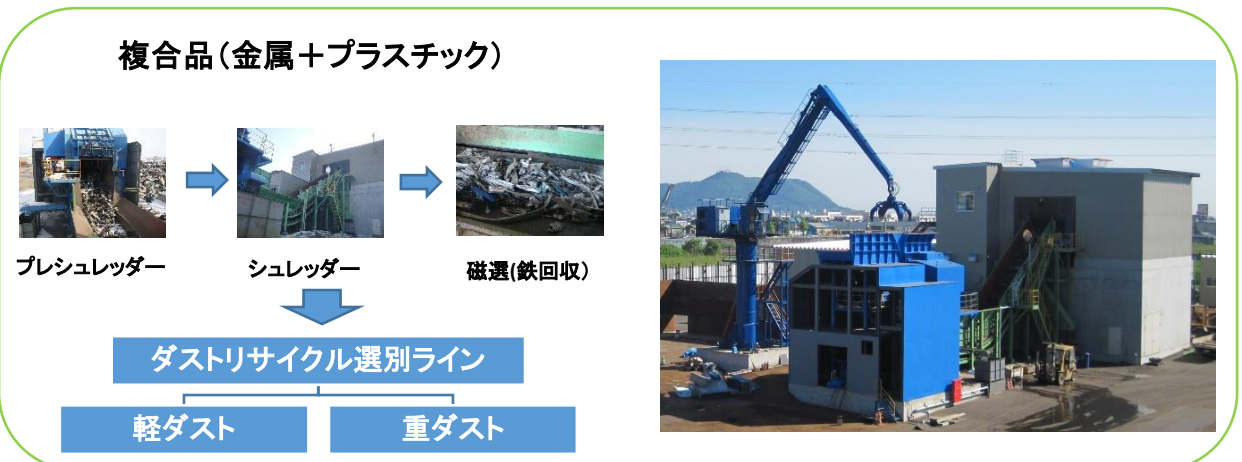 複合品（金属＋プラスチック）
プレシュレッダー
シュレッダー
磁選(鉄回収）
ダストリサイクル選別ライン
軽ダスト
重ダスト